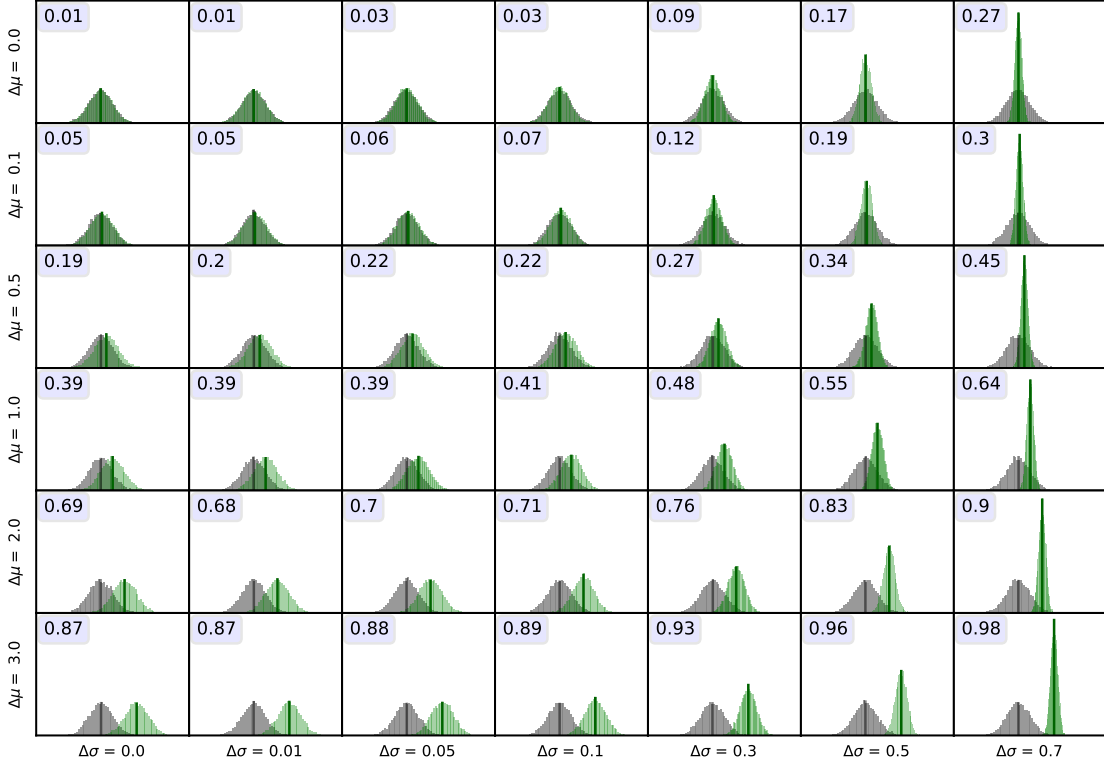 Δμ = 0.0 0.01 0.01 0.03 0.03 0.09 0.17 0.27
Δμ = 0.1 0.05 0.05 0.06 0.07 0.12 0.19 0.3
Δμ = 0.5 0.19 0.2 0.22 0.22 0.27 0.34 0.45
Δμ = 1.0 0.39 0.39 0.39 0.41 0.48 0.55 0.64
Δμ = 2.0 0.69 0.68 0.7 0.71 0.76 0.83 0.9
Δμ = 3.0 0.87 0.87 0.88 0.89 0.93 0.96 0.98
Δσ = 0.0 Δσ = 0.01 Δσ = 0.05 Δσ = 0.1 Δσ = 0.3 Δσ = 0.5 Δσ = 0.7